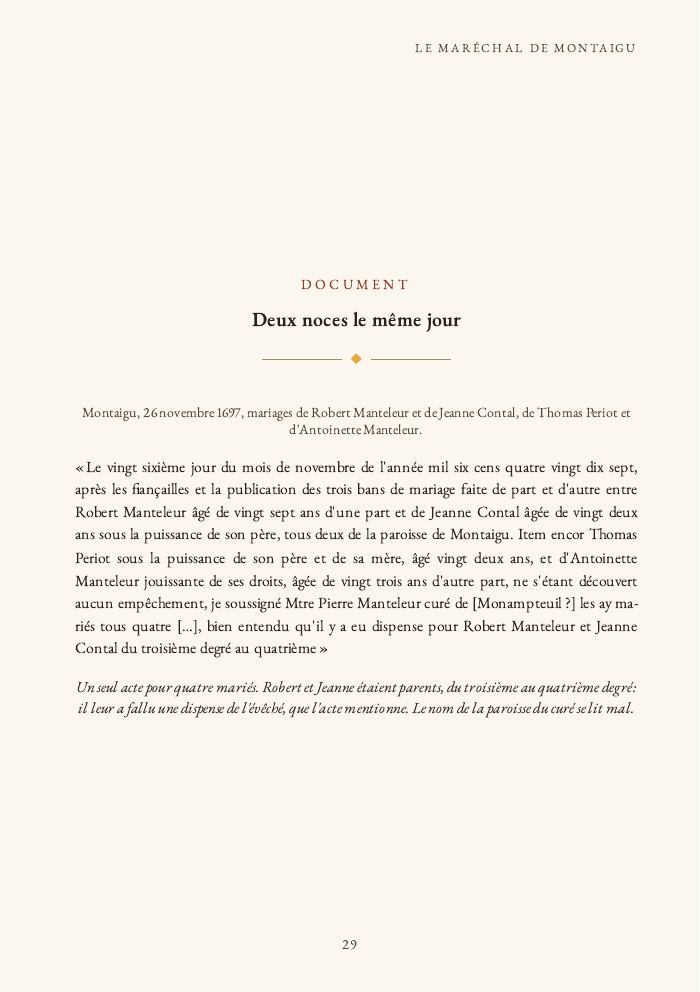 LE MARÉCHAL DE MONTAIGU
DOCUMENT
Deux noces le même jour
Montaigu, 26 novembre 1697, mariages de Robert Manteleur et de Jeanne Contal, de Thomas Periot et
d'Antoinette Manteleur.
« Le vingt sixième jour du mois de novembre de l'année mil six cens quatre vingt dix sept,
après les fiançailles et la publication des trois bans de mariage faite de part et d'autre entre
Robert Manteleur âgé de vingt sept ans d'une part et de Jeanne Contal âgée de vingt deux
ans sous la puissance de son père, tous deux de la paroisse de Montaigu. Item encor Thomas
Periot sous la puissance de son père et de sa mère, âgé vingt deux ans, et d'Antoinette
Manteleur jouissante de ses droits, âgée de vingt trois ans d'autre part, ne s'étant découvert
aucun empêchement, je soussigné Mtre Pierre Manteleur curé de [Monampteuil ?] les ay ma-
riés tous quatre [...], bien entendu qu'il y a eu dispense pour Robert Manteleur et Jeanne
Contal du troisième degré au quatrième »
Un seul acte pour quatre mariés. Robert et Jeanne étaient parents, du troisième au quatrième degré :
il leur a fallu une dispense de l'évêché, que l'acte mentionne. Le nom de la paroisse du curé se lit mal.
29